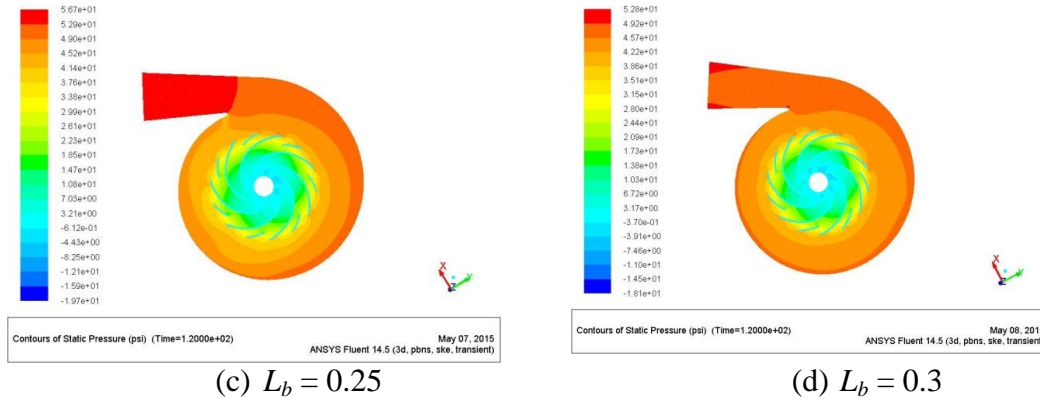 5.67e+01
5.29e+01
4.90e+01
4.52e+01
4.14e+01
3.76e+01
3.38e+01
2.99e+01
2.61e+01
2.23e+01
1.85e+01
1.47e+01
1.08e+01
7.03e+00
3.21e+00
-6.12e-01
-4.43e+00
-8.25e+00
-1.21e+01
-1.59e+01
-1.97e+01
X
Y
Z
Contours of Static Pressure (psi) (Time=1.2000e+02)
May 07, 2015
ANSYS Fluent 14.5 (3d, pbns, ske, transient)
(c) L_b = 0.25
5.28e+01
4.92e+01
4.57e+01
4.22e+01
3.86e+01
3.51e+01
3.15e+01
2.80e+01
2.44e+01
2.09e+01
1.73e+01
1.38e+01
1.03e+01
6.72e+00
3.17e+00
-3.70e-01
-3.91e+00
-7.46e+00
-1.10e+01
-1.45e+01
-1.81e+01
X
Y
Z
Contours of Static Pressure (psi) (Time=1.2000e+02)
May 08, 201
ANSYS Fluent 14.5 (3d, pbns, ske, transient)
(d) L_b = 0.3